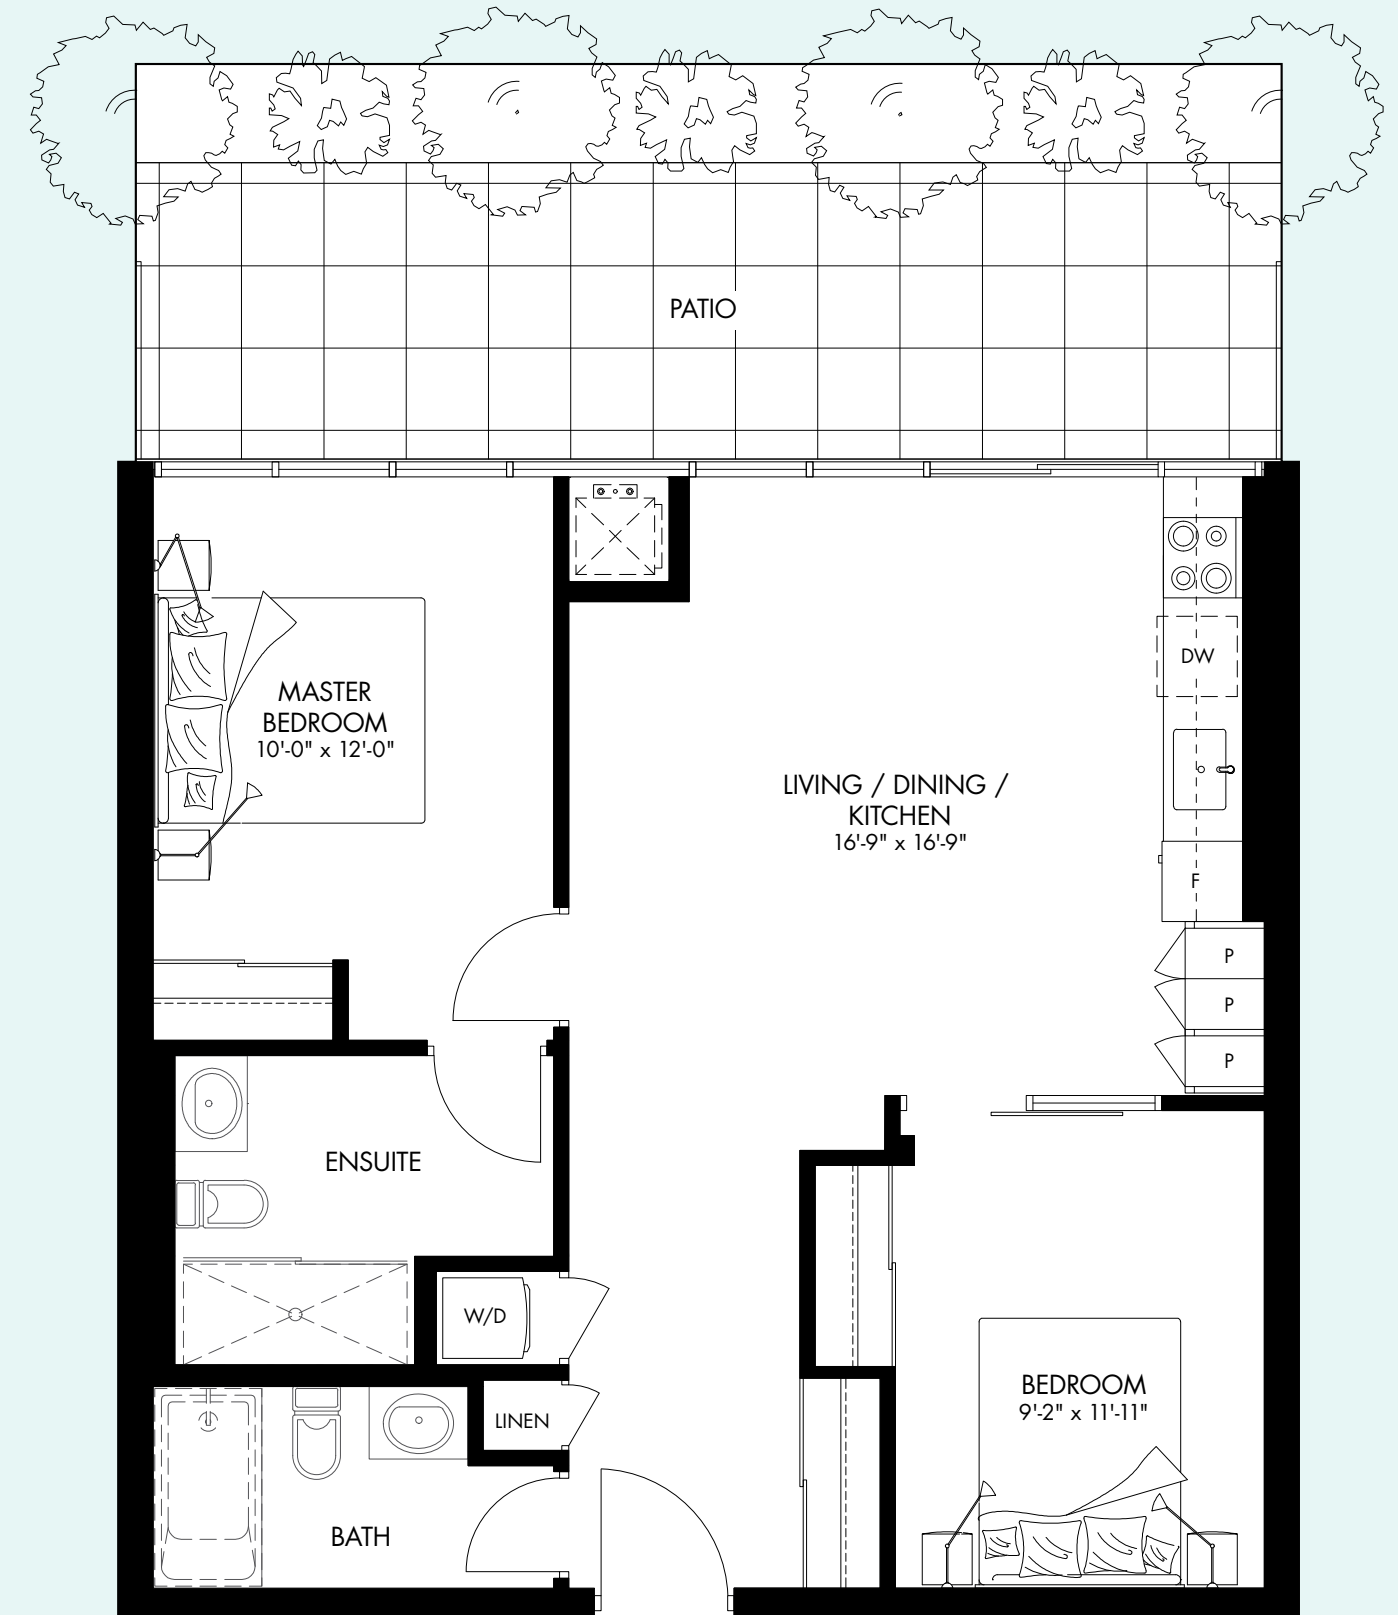 PATIO
MASTER
BEDROOM
10'-0" x 12'-0"
DW
LIVING / DINING /
KITCHEN
16'-9" x 16'-9"
F
P
P
P
ENSUITE
W/D
LINEN
BEDROOM
9'-2" x 11'-11"
BATH